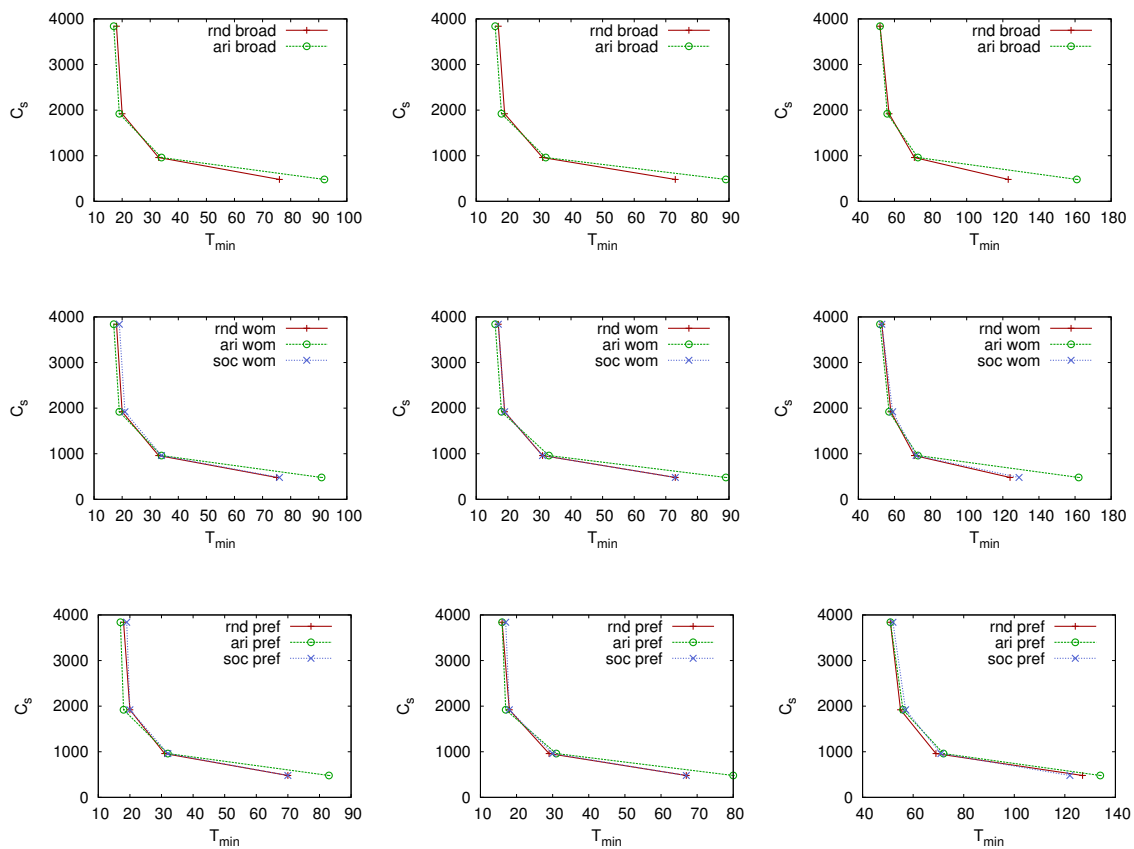 4000
3000
2000
1000
0
C_s
10 20 30 40 50 60 70 80 90 100
T_min
rnd broad
ari broad
4000
3000
2000
1000
0
C_s
10 20 30 40 50 60 70 80 90
T_min
rnd broad
ari broad
4000
3000
2000
1000
0
C_s
40 60 80 100 120 140 160 180
T_min
rnd broad
ari broad
4000
3000
2000
1000
0
C_s
10 20 30 40 50 60 70 80 90 100
T_min
rnd wom
ari wom
soc wom
4000
3000
2000
1000
0
C_s
10 20 30 40 50 60 70 80 90
T_min
rnd wom
ari wom
soc wom
4000
3000
2000
1000
0
C_s
40 60 80 100 120 140 160 180
T_min
rnd wom
ari wom
soc wom
4000
3000
2000
1000
0
C_s
10 20 30 40 50 60 70 80 90
T_min
rnd pref
ari pref
soc pref
4000
3000
2000
1000
0
C_s
10 20 30 40 50 60 70 80
T_min
rnd pref
ari pref
soc pref
4000
3000
2000
1000
0
C_s
40 60 80 100 120 140
T_min
rnd pref
ari pref
soc pref